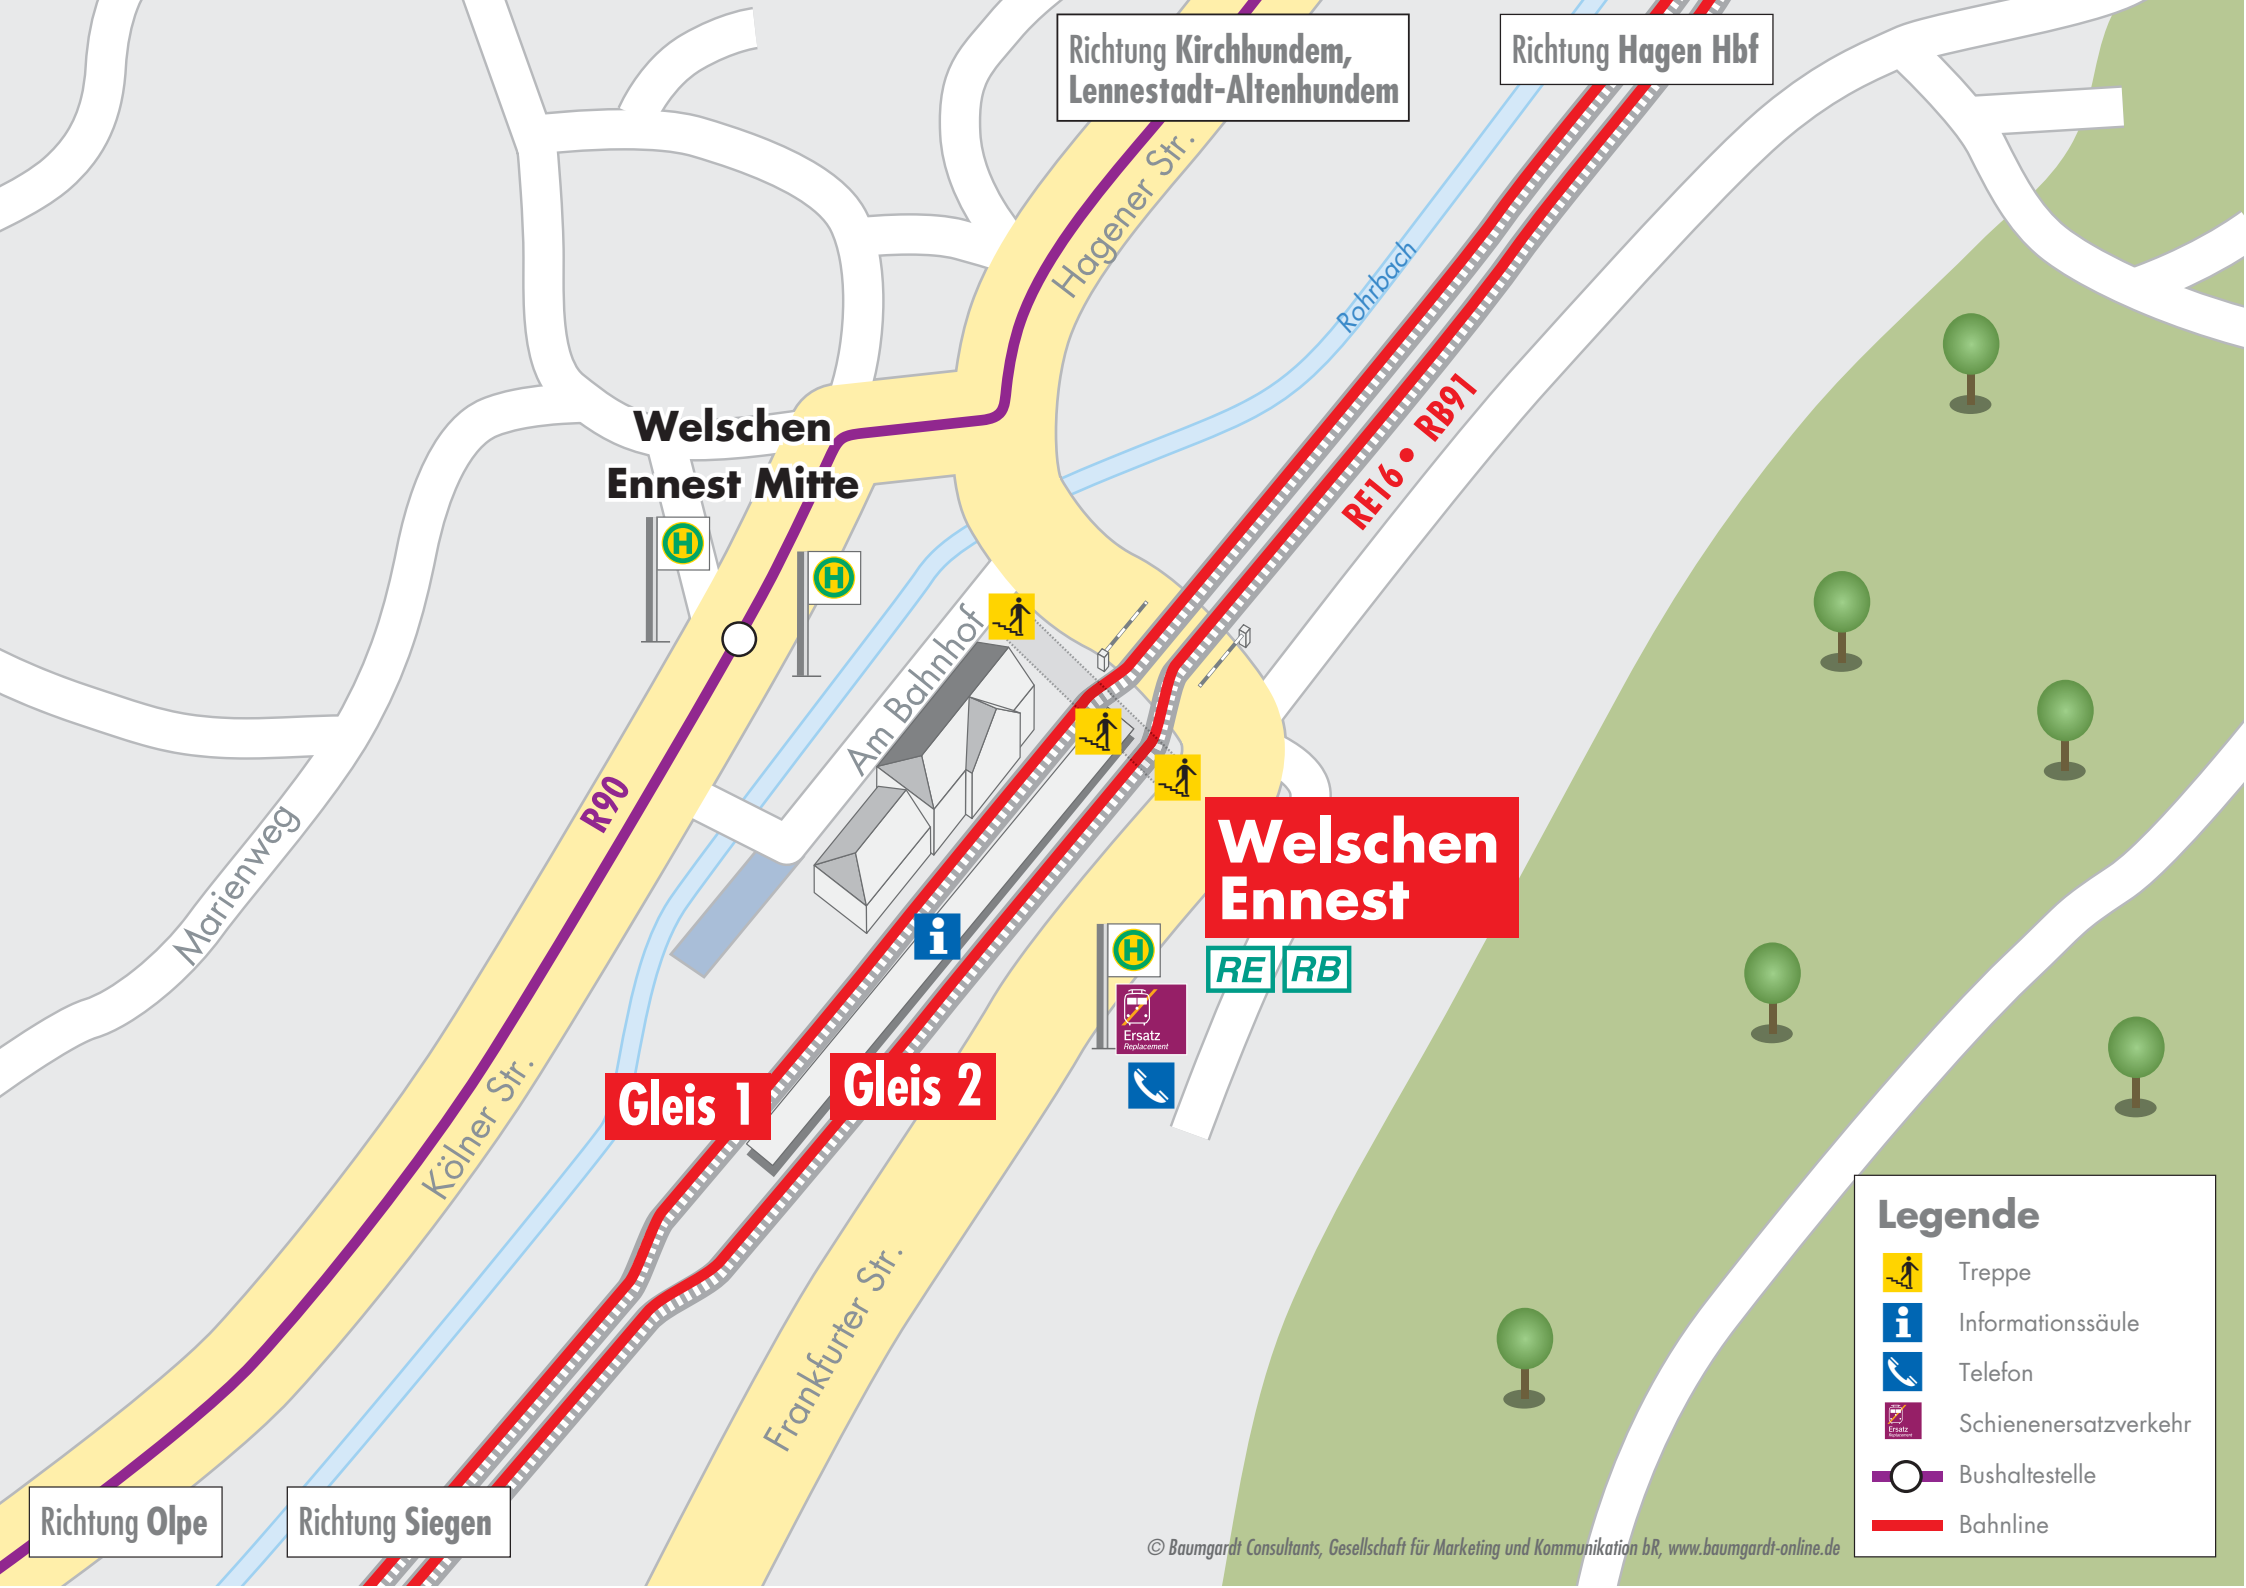 Richtung Kirchhundem,
Lennestadt-Altenhundem
Richtung Hagen Hbf
Hagener Str.
Rohrbach
RE16 • RB91
Welschen
Ennest Mitte
H
H
Am Bahnhof
R90
Marienweg
Welschen
Ennest
RE RB
i
H
Ersatz
Replacement
Gleis 1
Gleis 2
Kölner Str.
Frankfurter Str.
Richtung Olpe
Richtung Siegen
Legende
Treppe
i Informationssäule
Telefon
Ersatz
Replacement
Schienenersatzverkehr
Bushaltestelle
Bahnline
© Baumgardt Consultants, Gesellschaft für Marketing und Kommunikation bR, www.baumgardt-online.de